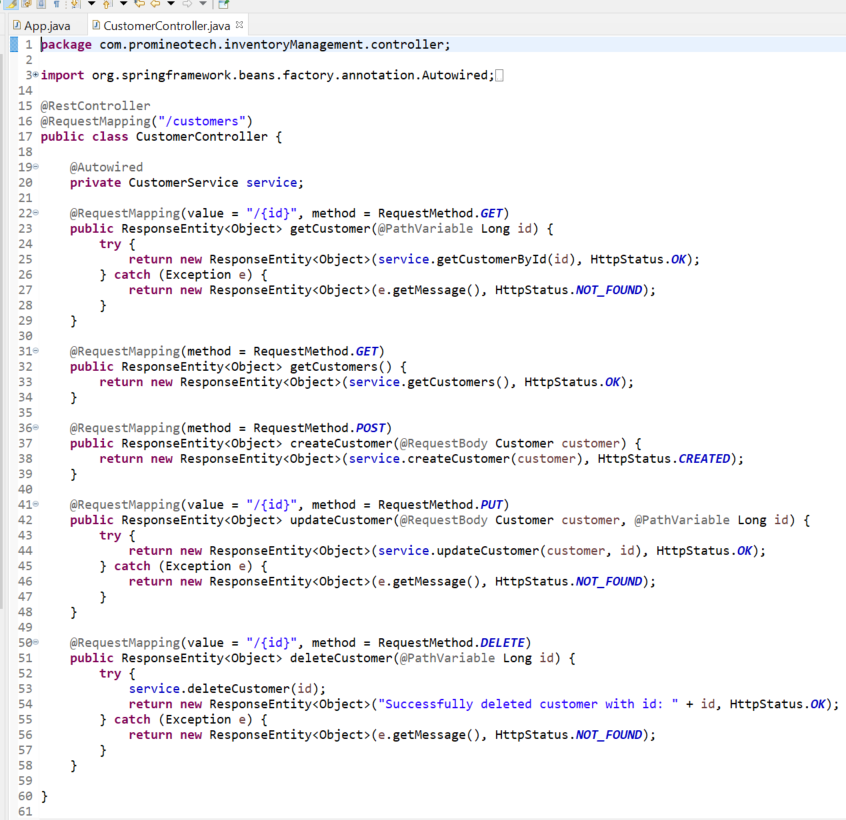 App.java CustomerController.java
1 package com.promineotech.inventoryManagement.controller;
2
3 import org.springframework.beans.factory.annotation.Autowired;
14
15 @RestController
16 @RequestMapping("/customers")
17 public class CustomerController {
18
19     @Autowired
20     private CustomerService service;
21
22     @RequestMapping(value = "/{id}", method = RequestMethod.GET)
23     public ResponseEntity<Object> getCustomer(@PathVariable Long id) {
24         try {
25             return new ResponseEntity<Object>(service.getCustomerById(id), HttpStatus.OK);
26         } catch (Exception e) {
27             return new ResponseEntity<Object>(e.getMessage(), HttpStatus.NOT_FOUND);
28         }
29     }
30
31     @RequestMapping(method = RequestMethod.GET)
32     public ResponseEntity<Object> getCustomers() {
33         return new ResponseEntity<Object>(service.getCustomers(), HttpStatus.OK);
34     }
35
36     @RequestMapping(method = RequestMethod.POST)
37     public ResponseEntity<Object> createCustomer(@RequestBody Customer customer) {
38         return new ResponseEntity<Object>(service.createCustomer(customer), HttpStatus.CREATED);
39     }
40
41     @RequestMapping(value = "/{id}", method = RequestMethod.PUT)
42     public ResponseEntity<Object> updateCustomer(@RequestBody Customer customer, @PathVariable Long id) {
43         try {
44             return new ResponseEntity<Object>(service.updateCustomer(customer, id), HttpStatus.OK);
45         } catch (Exception e) {
46             return new ResponseEntity<Object>(e.getMessage(), HttpStatus.NOT_FOUND);
47         }
48     }
49
50     @RequestMapping(value = "/{id}", method = RequestMethod.DELETE)
51     public ResponseEntity<Object> deleteCustomer(@PathVariable Long id) {
52         try {
53             service.deleteCustomer(id);
54             return new ResponseEntity<Object>("Successfully deleted customer with id: " + id, HttpStatus.OK);
55         } catch (Exception e) {
56             return new ResponseEntity<Object>(e.getMessage(), HttpStatus.NOT_FOUND);
57         }
58     }
59
60 }
61